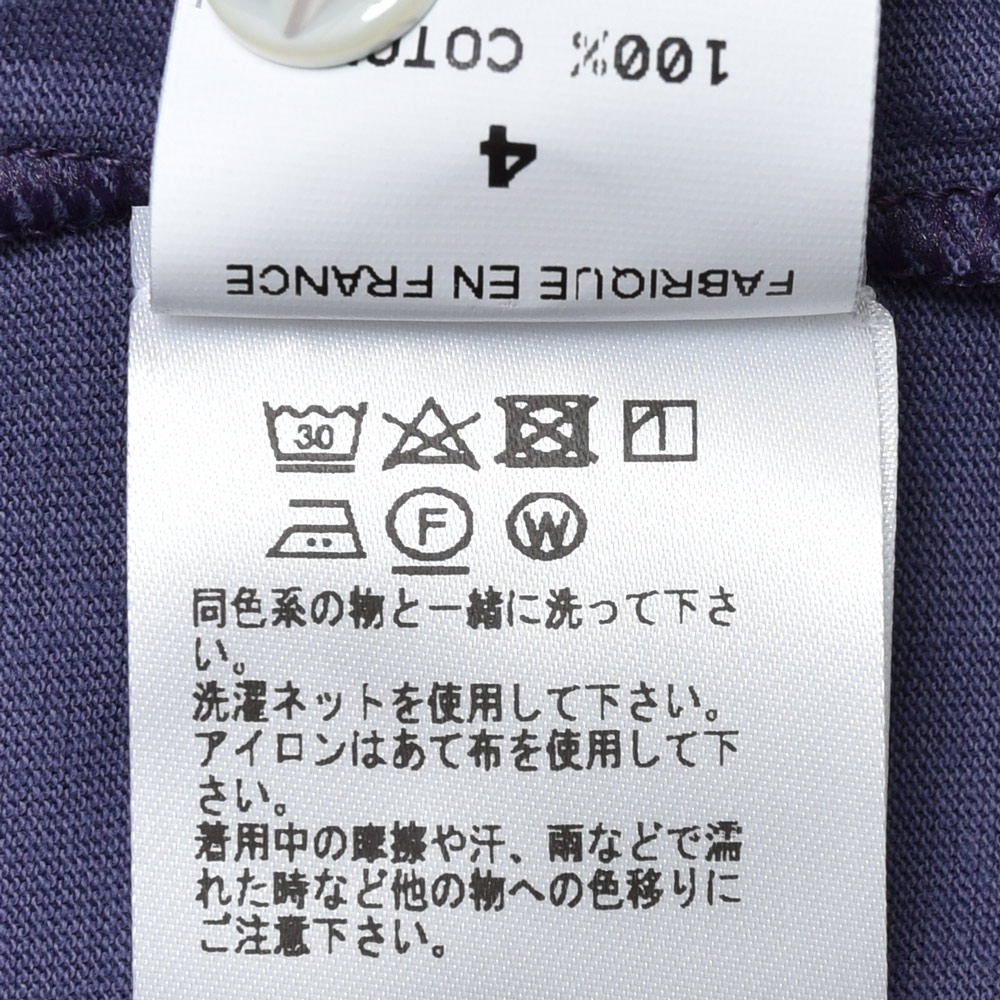 100% COTON
4
FABRIQUE EN FRANCE
30
F
W
同色系の物と一緒に洗って下さ
い。
洗濯ネットを使用して下さい。
アイロンはあて布を使用して下
さい。
着用中の摩擦や汗、雨などで濡
れた時など他の物への色移りに
ご注意下さい。